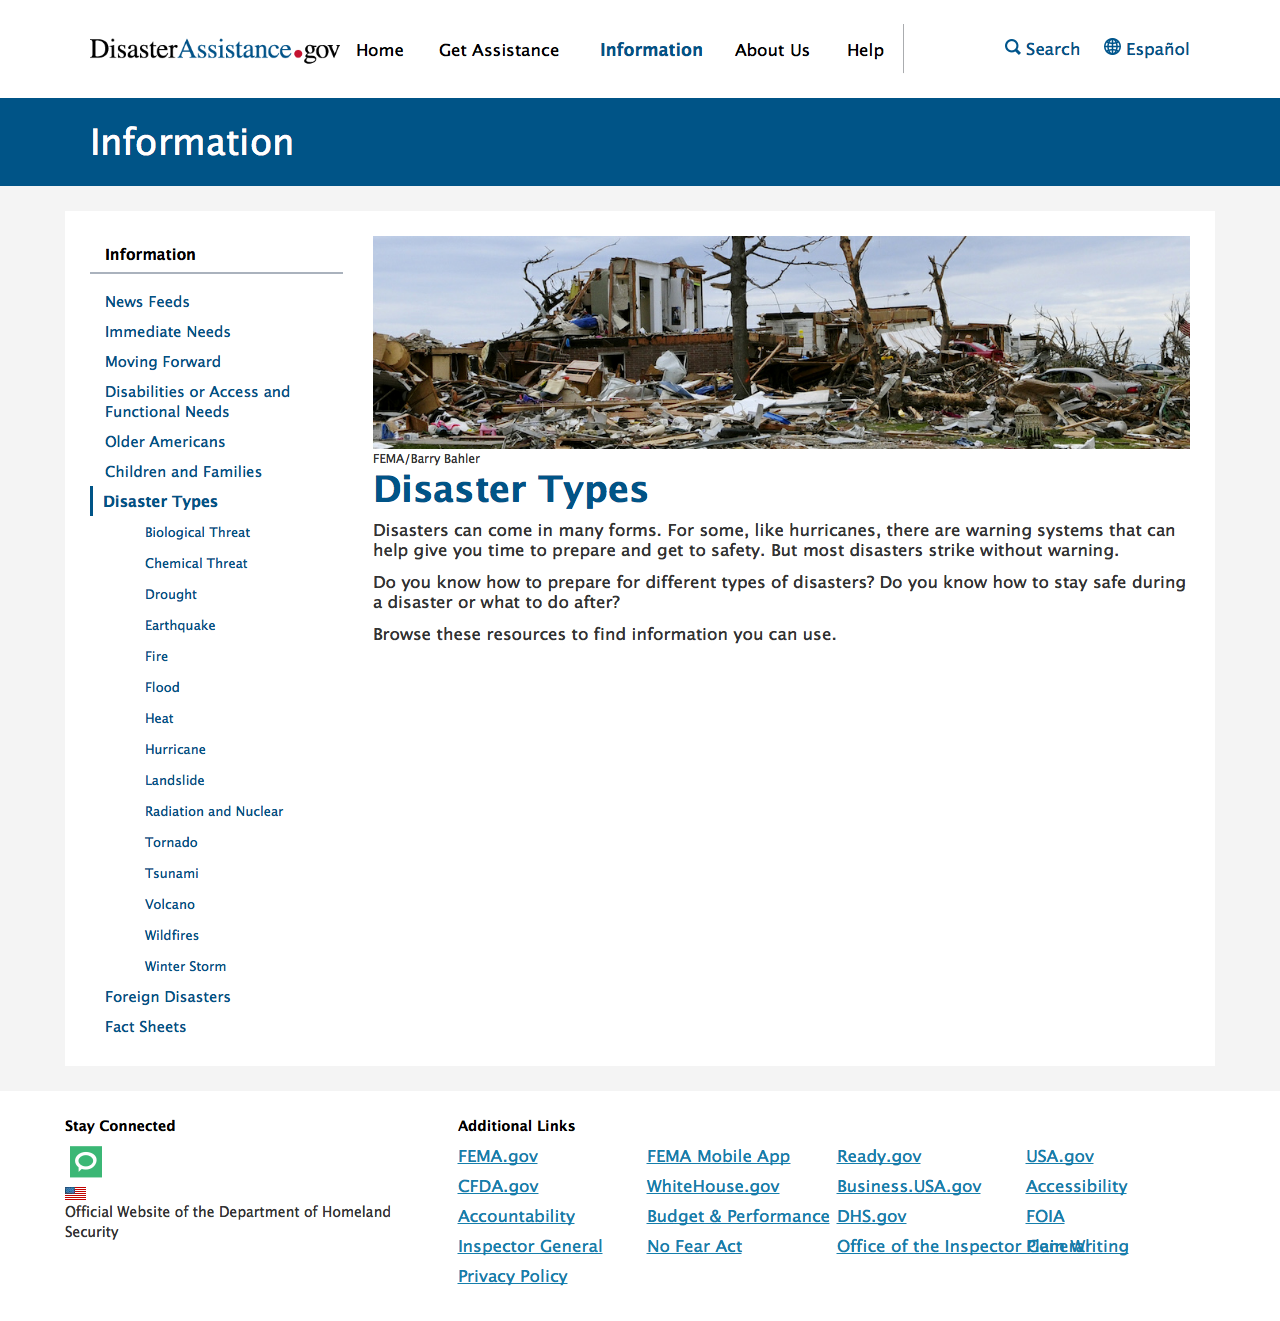 DisasterAssistance.gov
Home
Get Assistance
Information
About Us
Help
Search
Español
Information
Information
News Feeds
Immediate Needs
Moving Forward
Disabilities or Access and
Functional Needs
Older Americans
Children and Families
Disaster Types
Biological Threat
Chemical Threat
Drought
Earthquake
Fire
Flood
Heat
Hurricane
Landslide
Radiation and Nuclear
Tornado
Tsunami
Volcano
Wildfires
Winter Storm
Foreign Disasters
Fact Sheets
FEMA/Barry Bahler
Disaster Types
Disasters can come in many forms. For some, like hurricanes, there are warning systems that can
help give you time to prepare and get to safety. But most disasters strike without warning.
Do you know how to prepare for different types of disasters? Do you know how to stay safe during
a disaster or what to do after?
Browse these resources to find information you can use.
Stay Connected
Official Website of the Department of Homeland
Security
Additional Links
FEMA.gov
FEMA Mobile App
Ready.gov
USA.gov
CFDA.gov
WhiteHouse.gov
Business.USA.gov
Accessibility
Accountability
Budget & Performance
DHS.gov
FOIA
Inspector General
No Fear Act
Office of the Inspector General
Plain Writing
Privacy Policy